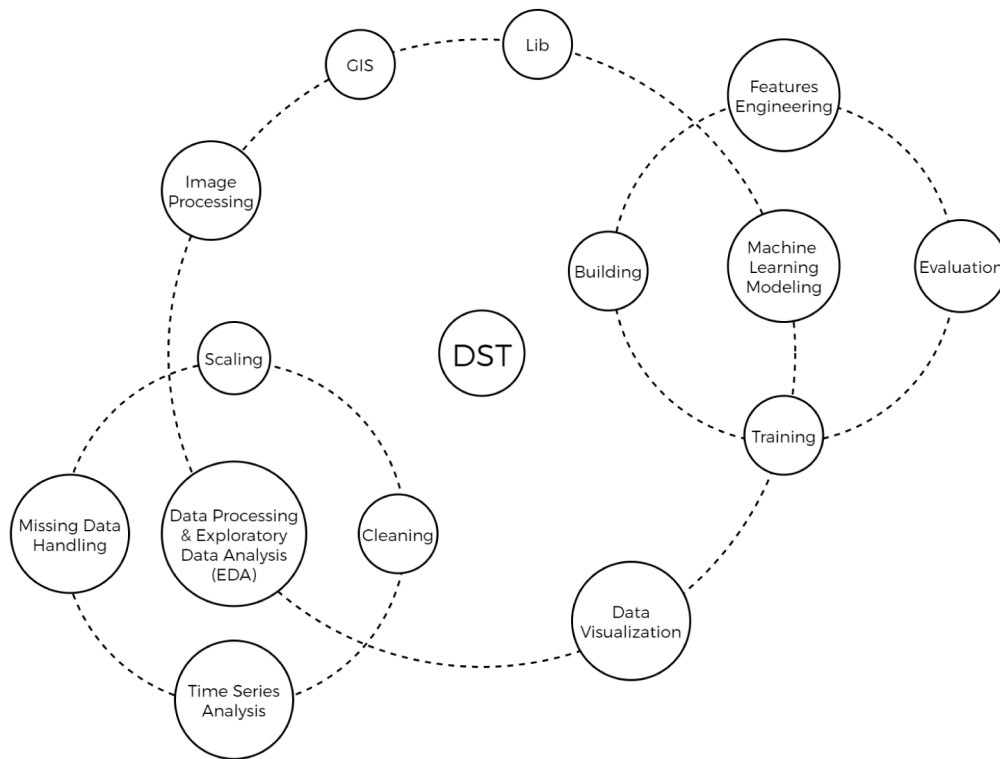 Lib
GIS
Features
Engineering
Image
Processing
Machine
Learning
Modeling
Building
Evaluation
DST
Scaling
Training
Missing Data
Handling
Data Processing
& Exploratory
Data Analysis
(EDA)
Cleaning
Data
Visualization
Time Series
Analysis